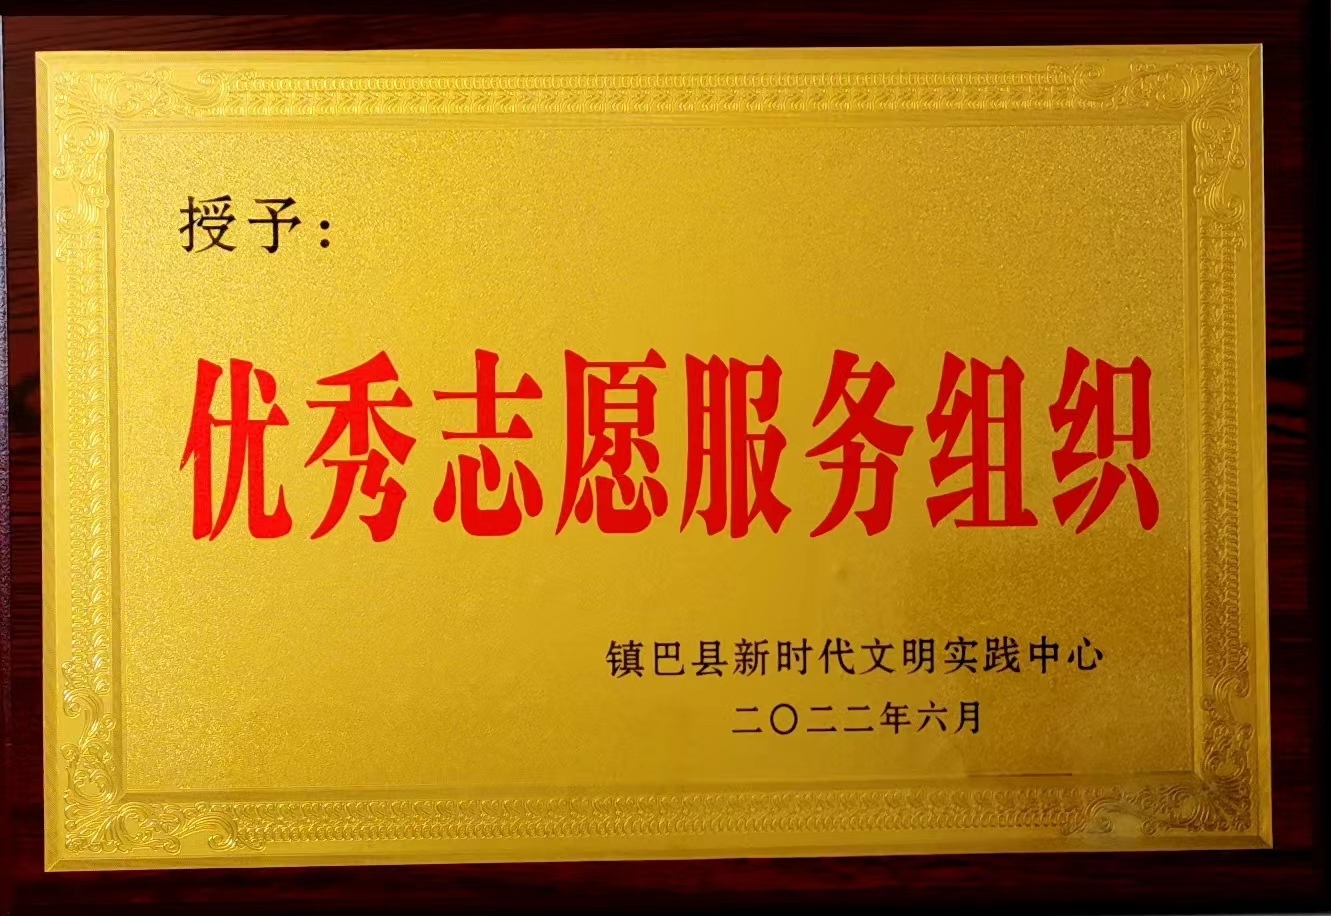 授予：
优秀志愿服务组织
镇巴县新时代文明实践中心
二〇二二年六月